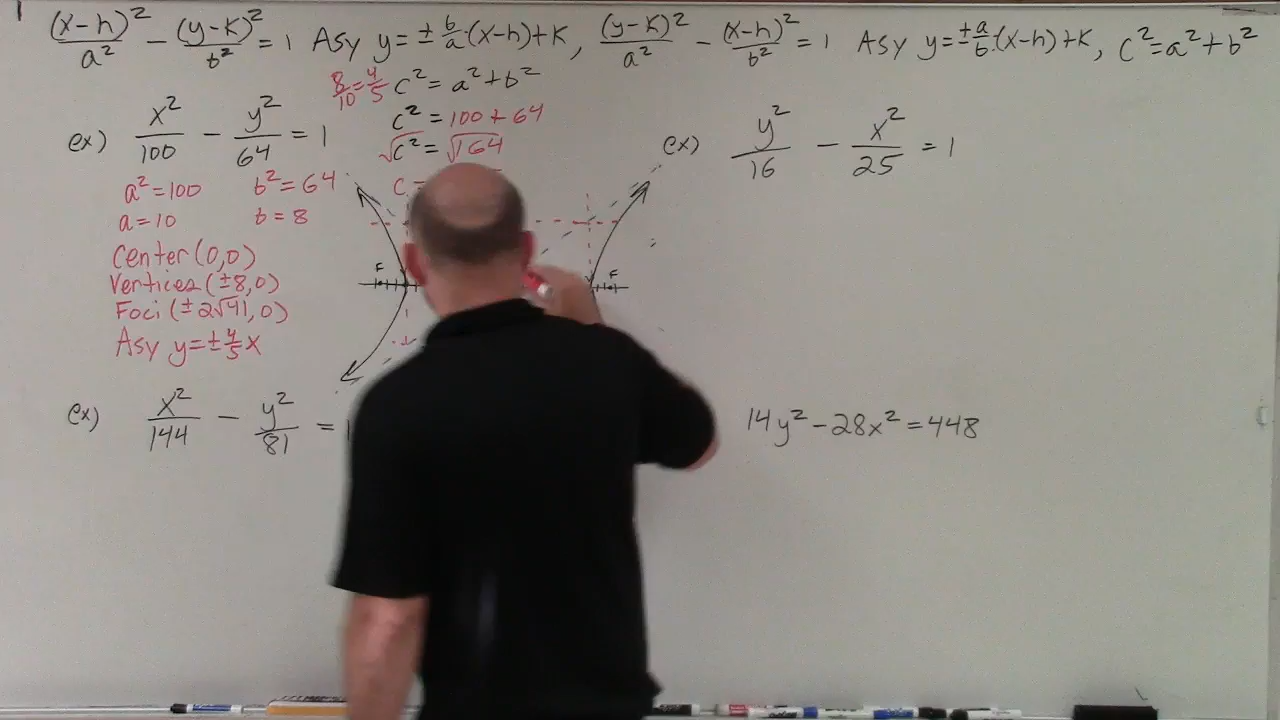 (x-h)²/a² - (y-k)²/b² = 1 Asy y=± b/a·(x-h)+k, (y-k)²/a² - (x-h)²/b² = 1 Asy y=± a/b·(x-h)+k, c²=a²+b²
8/10=4/5 c²=a²+b²
c²=100+64
√c²=√164
c=
ex) x²/100 - y²/64 = 1
a²=100 b²=64
a=10 b=8
Center (0,0)
Vertices (±8,0)
Foci (±2√41,0)
Asy y=±4/5x
F F
ex) y²/16 - x²/25 = 1
ex) x²/144 - y²/81 = 1
14y²-28x²=448